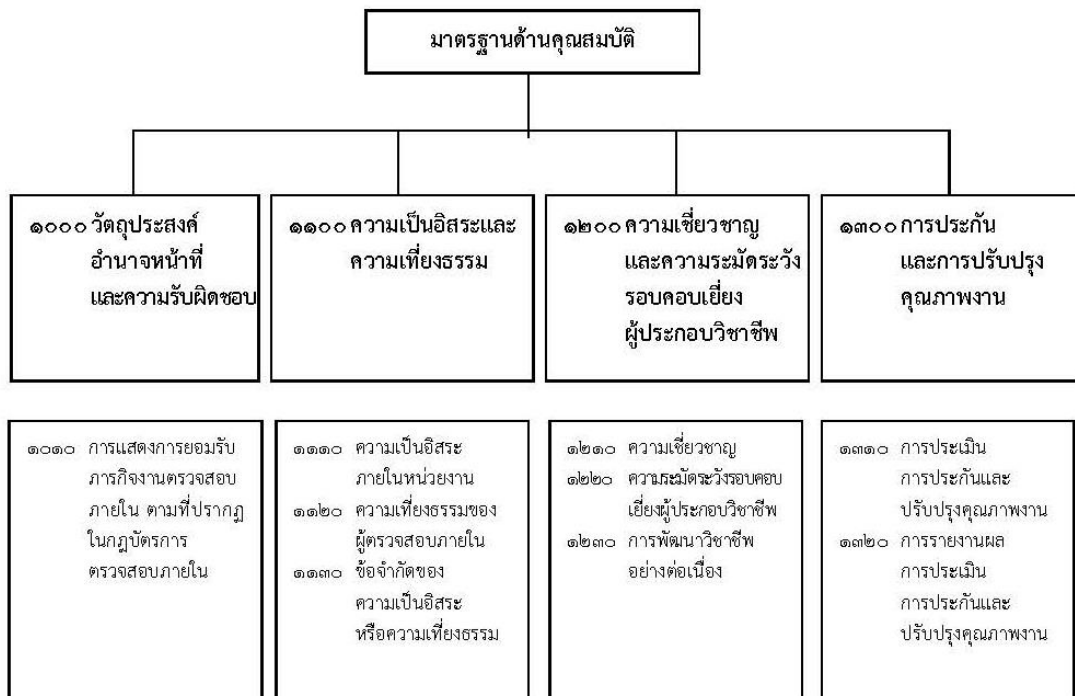 มาตรฐานด้านคุณสมบัติ
๑๐๐๐ วัตถุประสงค์
อำนาจหน้าที่
และความรับผิดชอบ
๑๑๐๐ ความเป็นอิสระและ
ความเที่ยงธรรม
๑๒๐๐ ความเชี่ยวชาญ
และความระมัดระวัง
รอบคอบเยี่ยง
ผู้ประกอบวิชาชีพ
๑๓๐๐ การประกัน
และการปรับปรุง
คุณภาพงาน
๑๐๑๐ การแสดงการยอมรับ
ภารกิจงานตรวจสอบ
ภายใน ตามที่ปรากฏ
ในกฎบัตรการ
ตรวจสอบภายใน
๑๑๑๐ ความเป็นอิสระ
ภายในหน่วยงาน
๑๑๒๐ ความเที่ยงธรรมของ
ผู้ตรวจสอบภายใน
๑๑๓๐ ข้อจำกัดของ
ความเป็นอิสระ
หรือความเที่ยงธรรม
๑๒๑๐ ความเชี่ยวชาญ
๑๒๒๐ ความระมัดระวังรอบคอบ
เยี่ยงผู้ประกอบวิชาชีพ
๑๒๓๐ การพัฒนาวิชาชีพ
อย่างต่อเนื่อง
๑๓๑๐ การประเมิน
การประกันและ
ปรับปรุงคุณภาพงาน
๑๓๒๐ การรายงานผล
การประเมิน
การประกันและ
ปรับปรุงคุณภาพงาน